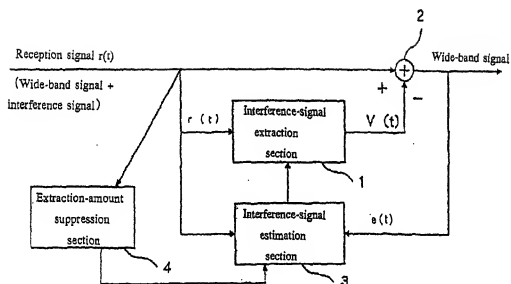 2
Reception signal r(t)
Wide-band signal
(Wide-band signal +
interference signal)
+
+
−
r (t)
Interference-signal
extraction
section
V (t)
1
Extraction-amount
suppression
section
Interference-signal
estimation
section
e(t)
4
3